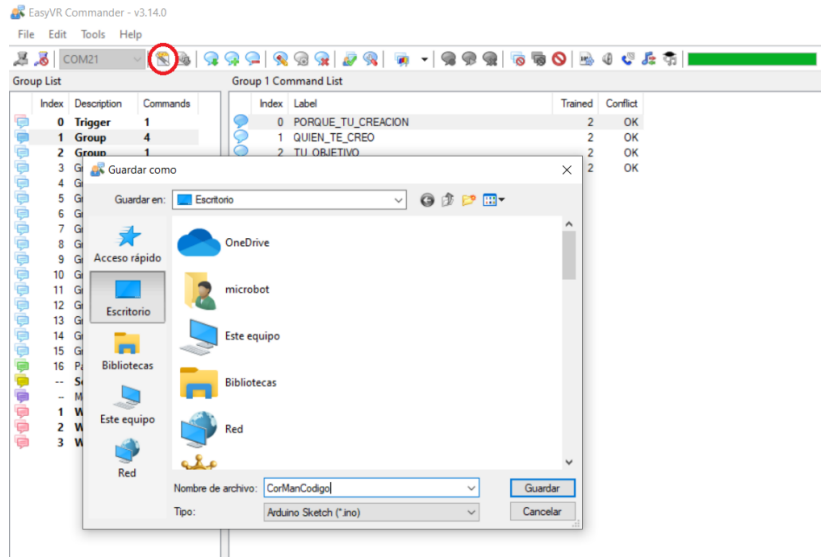 EasyVR Commander - v3.14.0
File Edit Tools Help
COM21
Group List
Group 1 Command List
Index Description Commands
Index Label Trained Conflict
0 Trigger 1
0 PORQUE_TU_CREACION 2 OK
1 Group 4
1 QUIEN_TE_CREO 2 OK
2 Group 1
2 TU_OBJETIVO 2 OK
3 G
2 OK
4 G
5 G
6 G
7 G
8 G
9 G
10 G
11 G
12 G
13 G
14 G
15 G
16 Pa
-- S
-- M
1 W
2 W
3 W
Guardar como
Guardar en: Escritorio
Acceso rápido
Escritorio
Bibliotecas
Este equipo
Red
OneDrive
microbot
Este equipo
Bibliotecas
Red
Nombre de archivo: CorManCodigo
Guardar
Tipo: Arduino Sketch (*.ino)
Cancelar